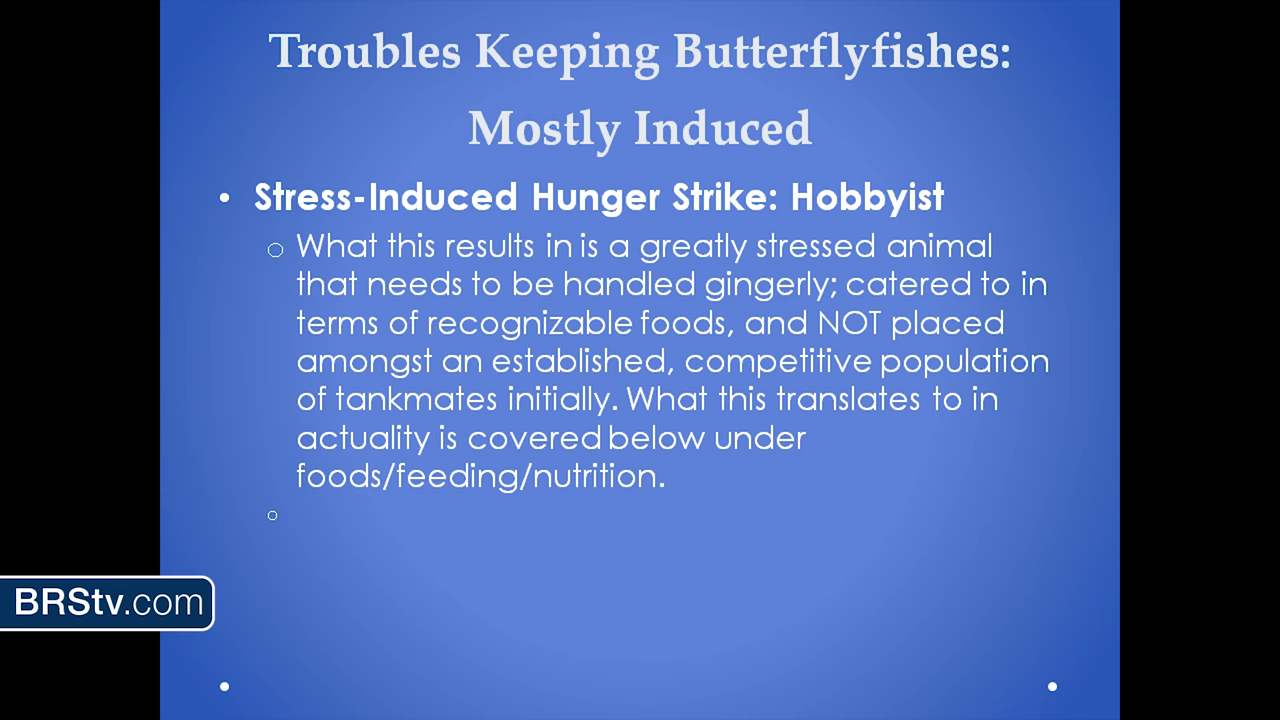 Troubles Keeping Butterflyfishes:
Mostly Induced
• Stress-Induced Hunger Strike: Hobbyist
o What this results in is a greatly stressed animal
that needs to be handled gingerly; catered to in
terms of recognizable foods, and NOT placed
amongst an established, competitive population
of tankmates initially. What this translates to in
actuality is covered below under
foods/feeding/nutrition.
BRStv.com